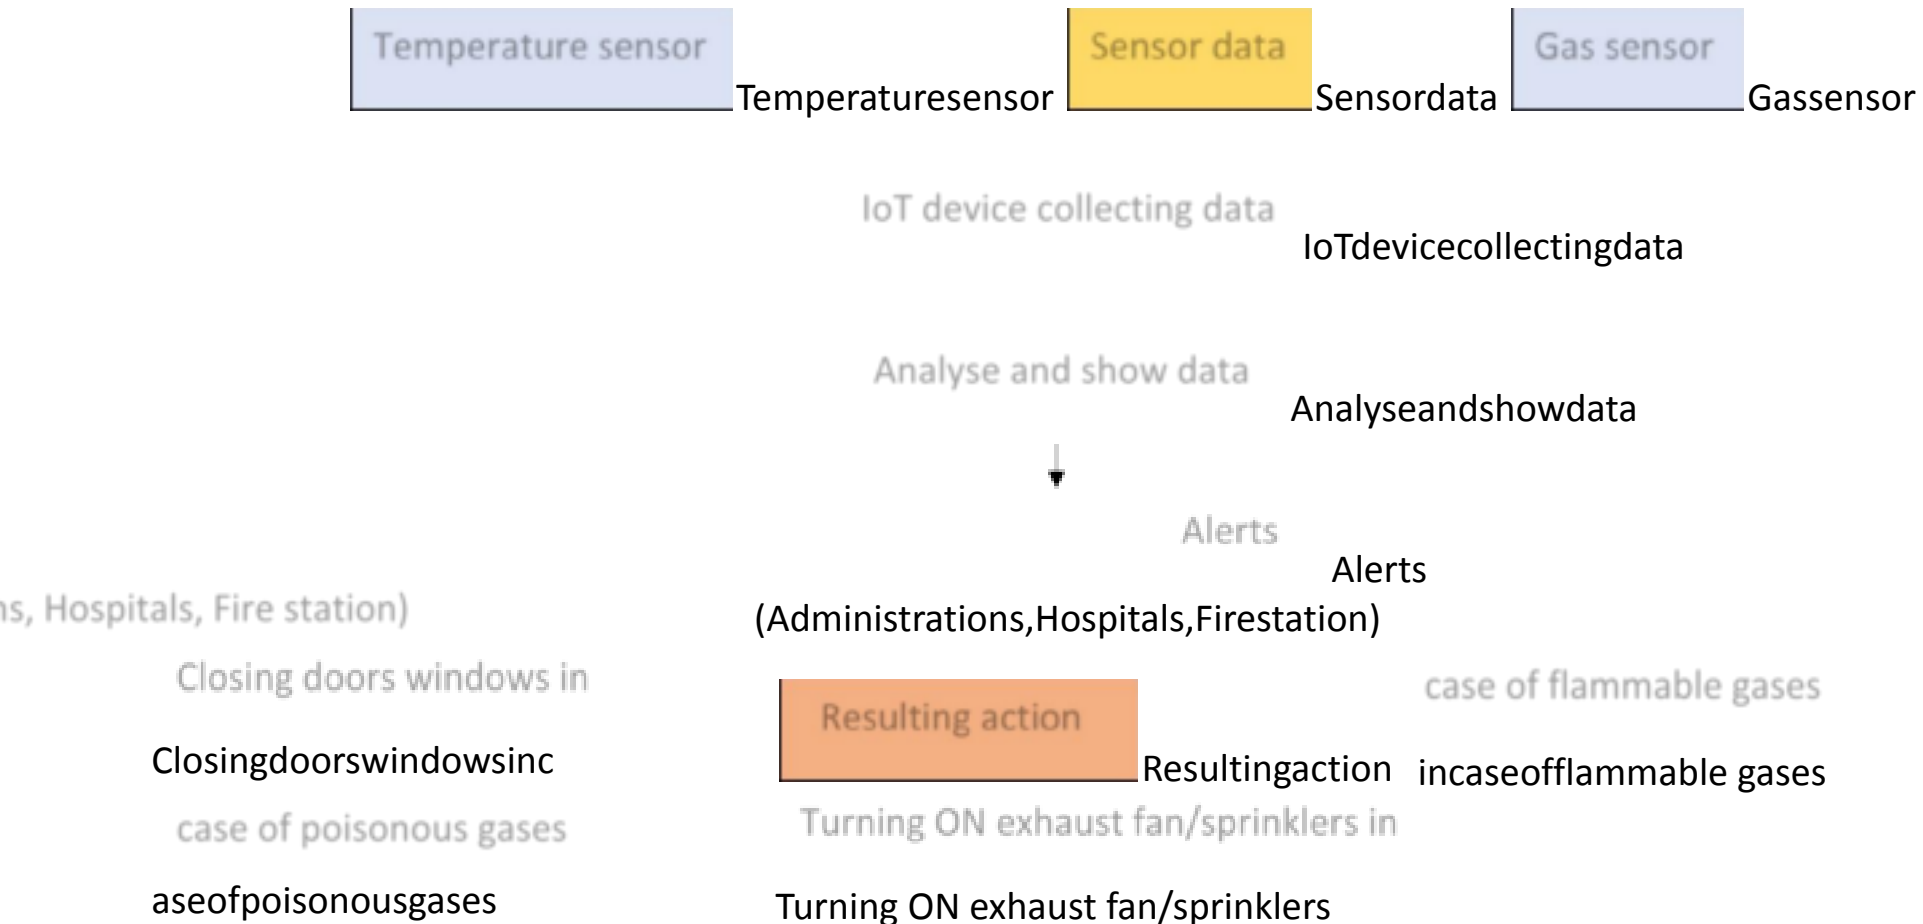 Temperature sensor Sensor data Gas sensor
Temperaturesensor Sensordata Gassensor
IoT device collecting data
IoTdevicecollectingdata
Analyse and show data
Analyseandshowdata
Alerts
Alerts
ns, Hospitals, Fire station)
(Administrations,Hospitals,Firestation)
Closing doors windows in
case of flammable gases
Resulting action
Closingdoorswindowsinc
Resultingaction
incaseofflammable gases
case of poisonous gases
Turning ON exhaust fan/sprinklers in
aseofpoisonousgases
Turning ON exhaust fan/sprinklers